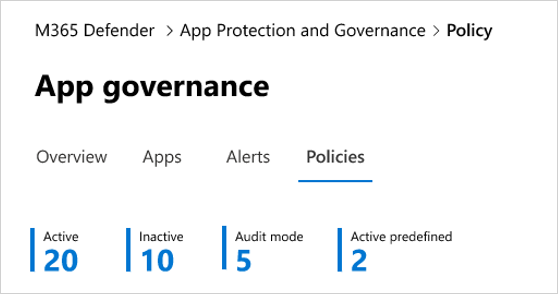 M365 Defender > App Protection and Governance > Policy
App governance
Overview Apps Alerts Policies
Active Inactive Audit mode Active predefined
20 10 5 2